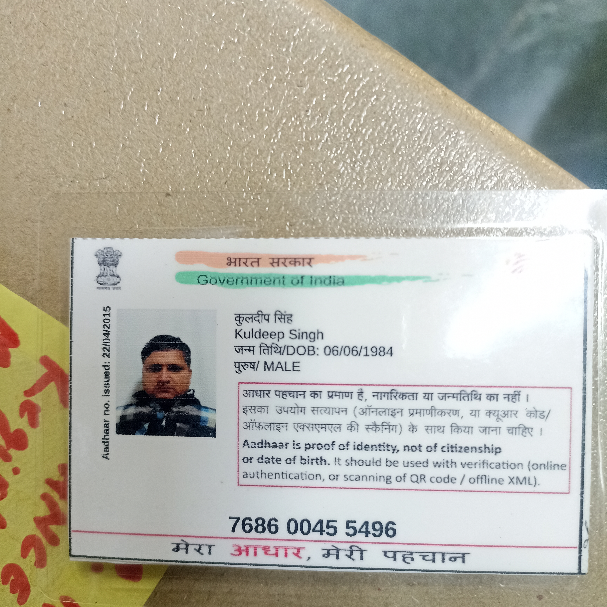 भारत सरकार
Government of India
Aadhaar no. issued: 22/04/2015
कुलदीप सिंह
Kuldeep Singh
जन्म तिथि/DOB: 06/06/1984
पुरुष/ MALE
आधार पहचान का प्रमाण है, नागरिकता या जन्मतिथि का नहीं ।
इसका उपयोग सत्यापन (ऑनलाइन प्रमाणीकरण, या क्यूआर कोड/
ऑफ़लाइन एक्सएमएल की स्कैनिंग) के साथ किया जाना चाहिए ।
Aadhaar is proof of identity, not of citizenship
or date of birth. It should be used with verification (online
authentication, or scanning of QR code / offline XML).
7686 0045 5496
मेरा आधार, मेरी पहचान